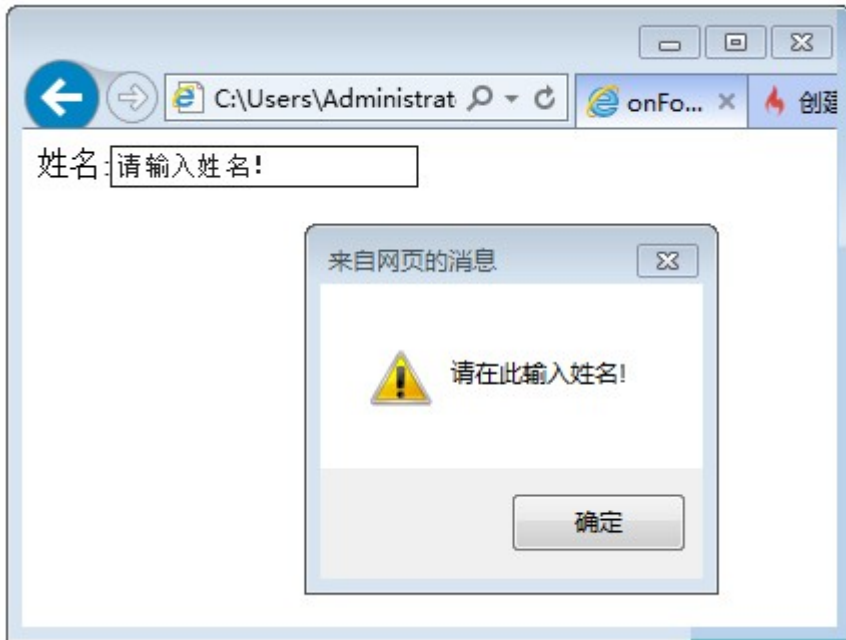 C:\Users\Administrat
onFo...
创建
姓名:请输入姓名!
来自网页的消息
请在此输入姓名!
确定